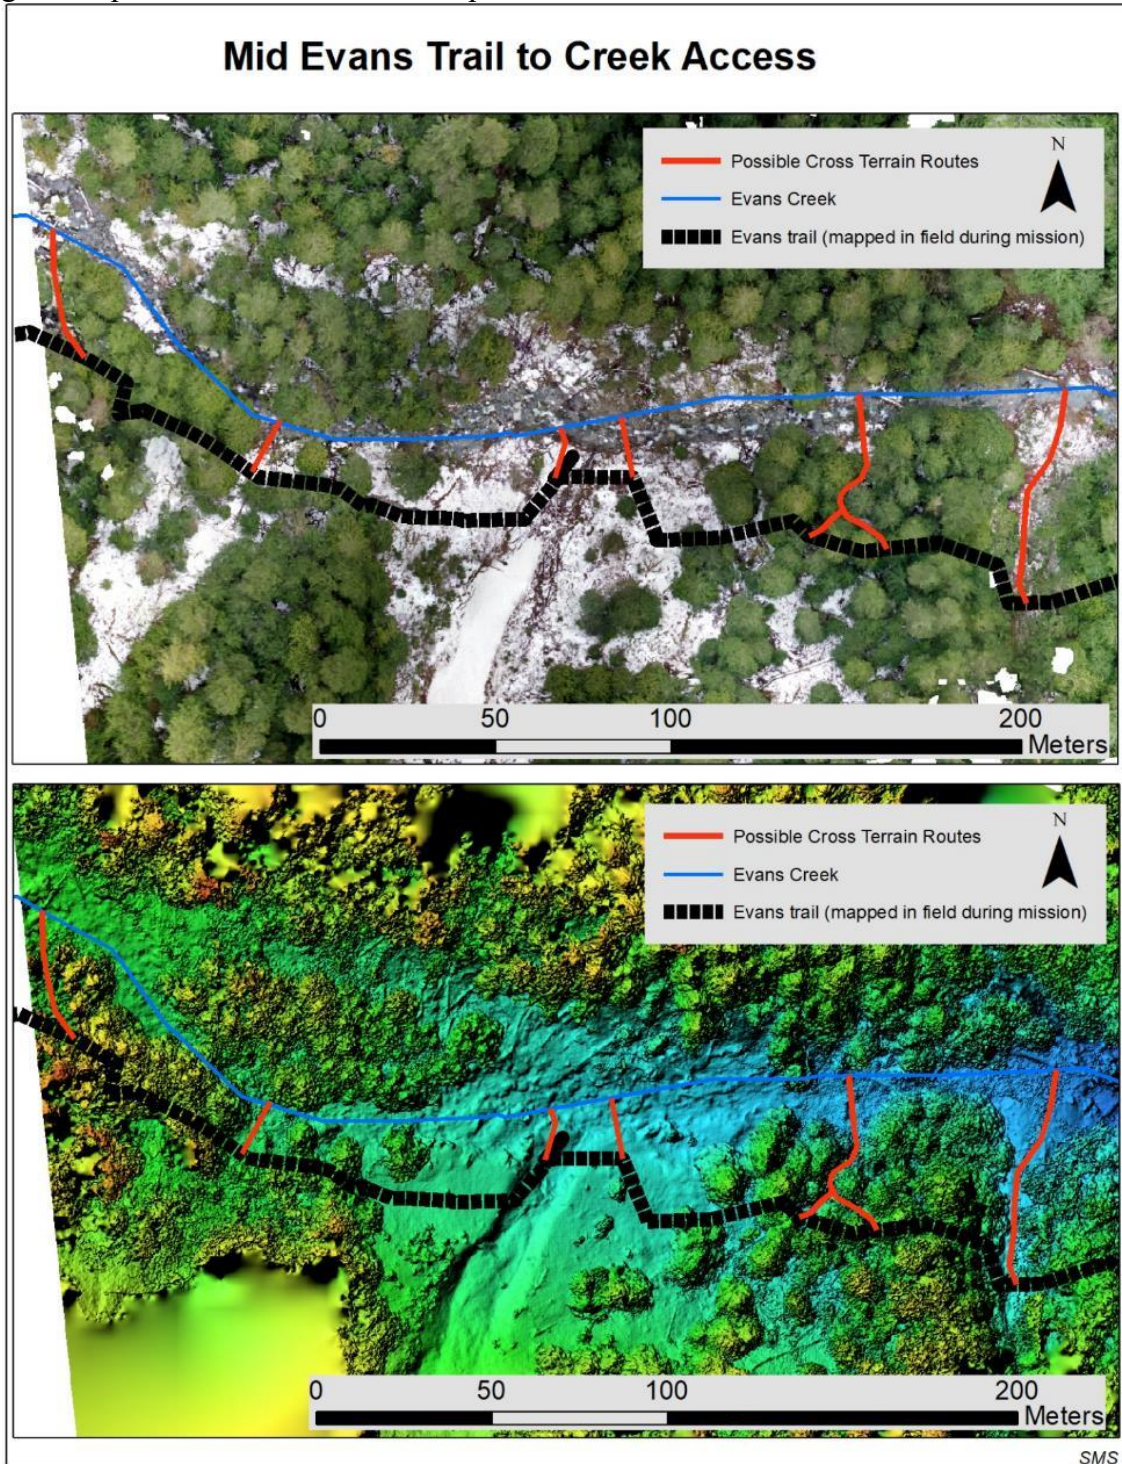 Mid Evans Trail to Creek Access
N
Possible Cross Terrain Routes
Evans Creek
Evans trail (mapped in field during mission)
0 50 100 200
Meters
N
Possible Cross Terrain Routes
Evans Creek
Evans trail (mapped in field during mission)
0 50 100 200
Meters
SMS